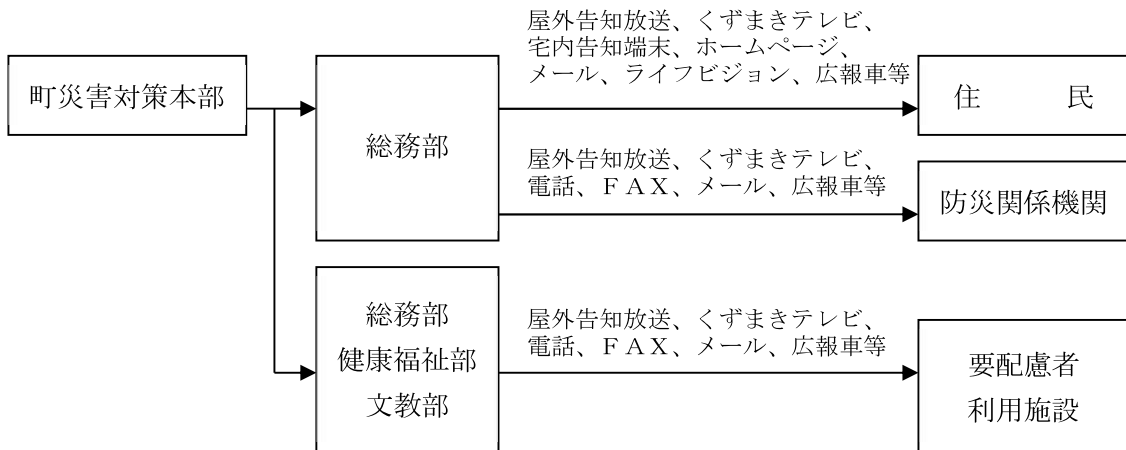 屋外告知放送、くずまきテレビ、
宅内告知端末、ホームページ、
メール、ライフビジョン、広報車等
町災害対策本部
総務部
住　　民
屋外告知放送、くずまきテレビ、
電話、ＦＡＸ、メール、広報車等
防災関係機関
総務部
健康福祉部
文教部
屋外告知放送、くずまきテレビ、
電話、ＦＡＸ、メール、広報車等
要配慮者
利用施設